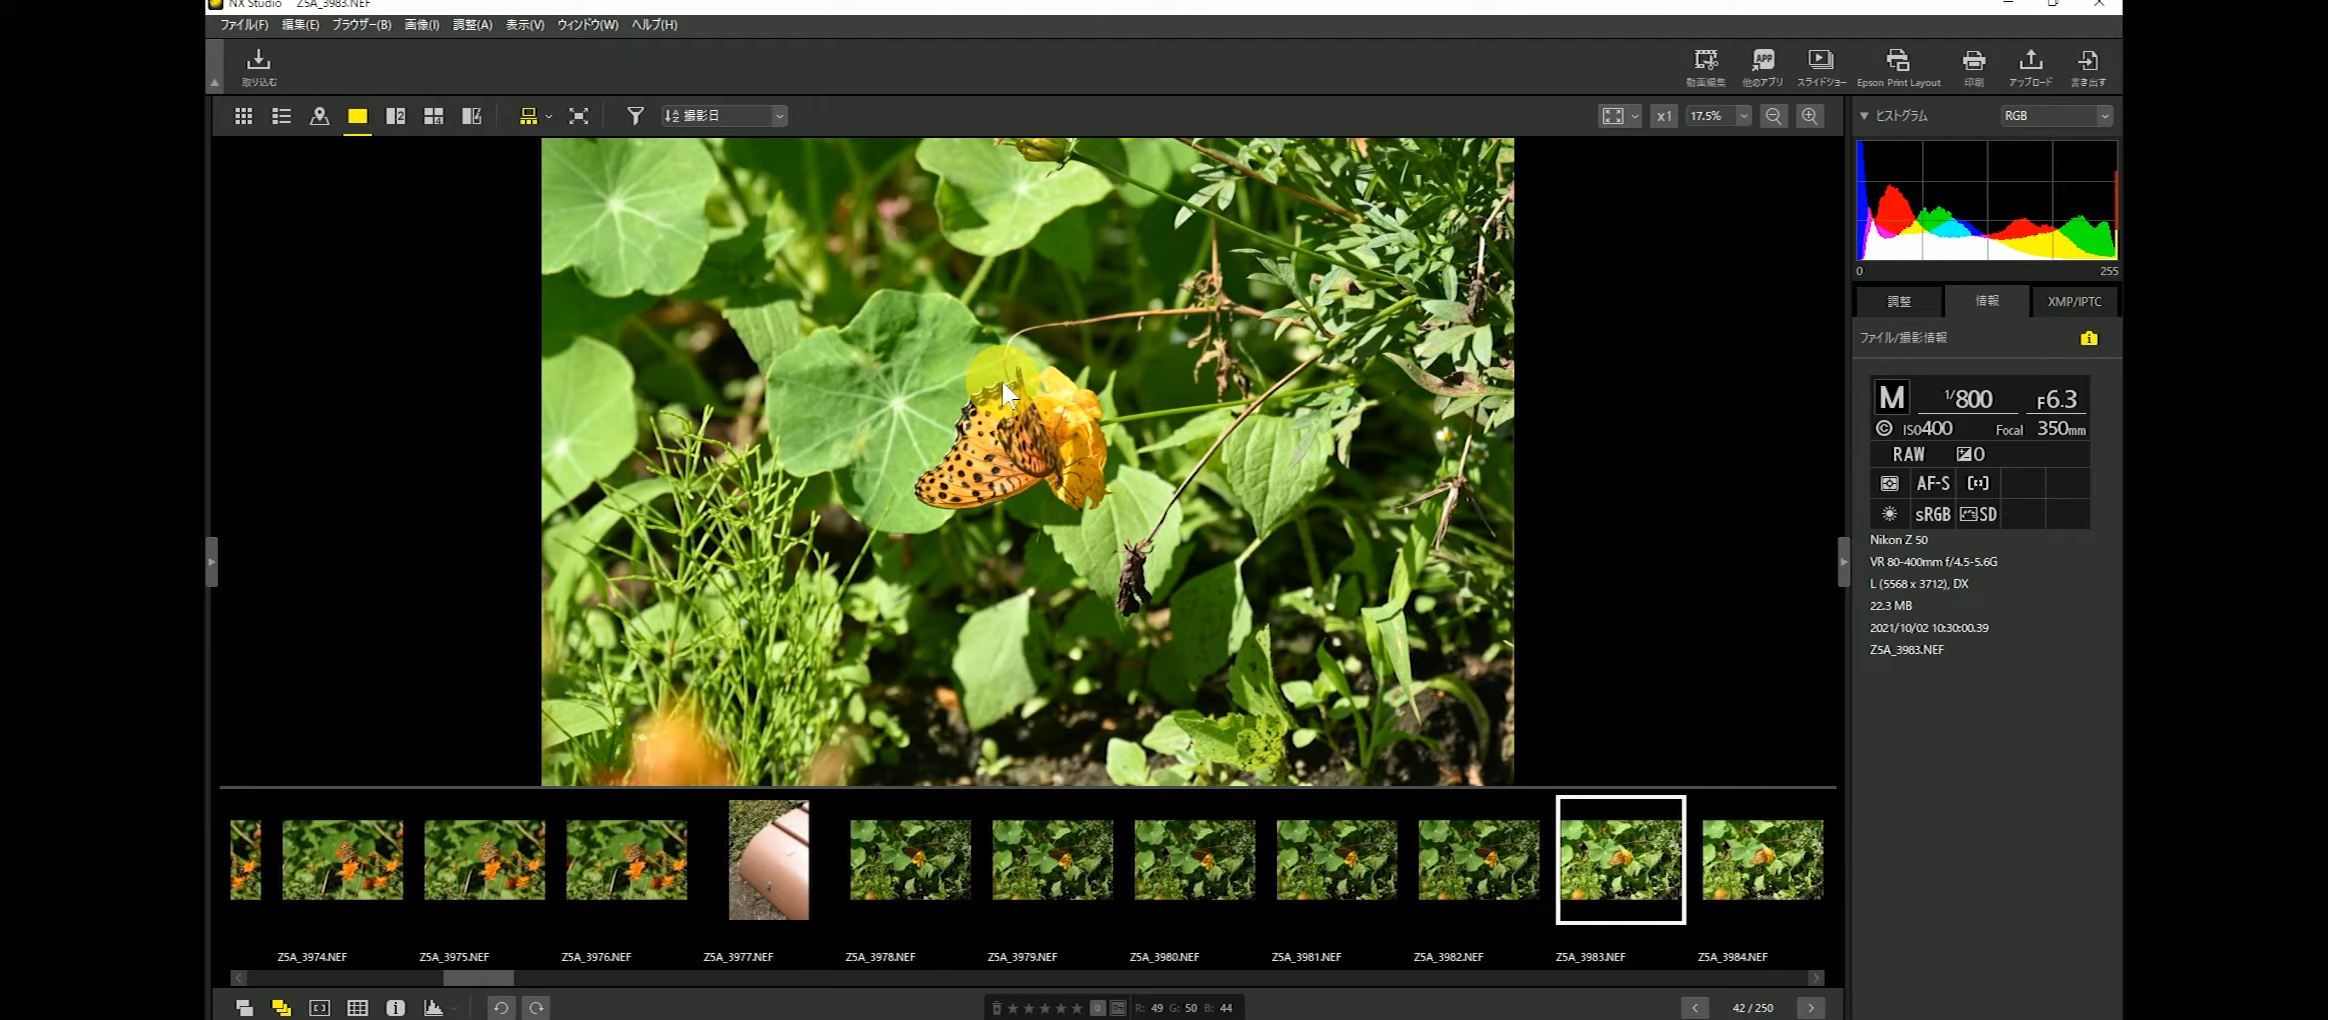 NX Studio Z5A_3983.NEF
ファイル(F) 編集(E) ブラウザー(B) 画像(I) 調整(A) 表示(V) ウィンドウ(W) ヘルプ(H)
取り込む 動画編集 他のアプリ スライドショー Epson Print Layout 印刷 アップロード 書き出す
撮影日 x1 17.5%
ヒストグラム RGB
0 255
調整 情報 XMP/IPTC
ファイル/撮影情報
M 1/800 F6.3
ISO400 Focal 350mm
RAW 0
AF-S
sRGB SD
Nikon Z 50
VR 80-400mm f/4.5-5.6G
L (5568 x 3712), DX
22.3 MB
2021/10/02 10:30:00.39
Z5A_3983.NEF
Z5A_3974.NEF Z5A_3975.NEF Z5A_3976.NEF Z5A_3977.NEF Z5A_3978.NEF Z5A_3979.NEF Z5A_3980.NEF Z5A_3981.NEF Z5A_3982.NEF Z5A_3983.NEF Z5A_3984.NEF
0 R: 49 G: 50 B: 44 42 / 250